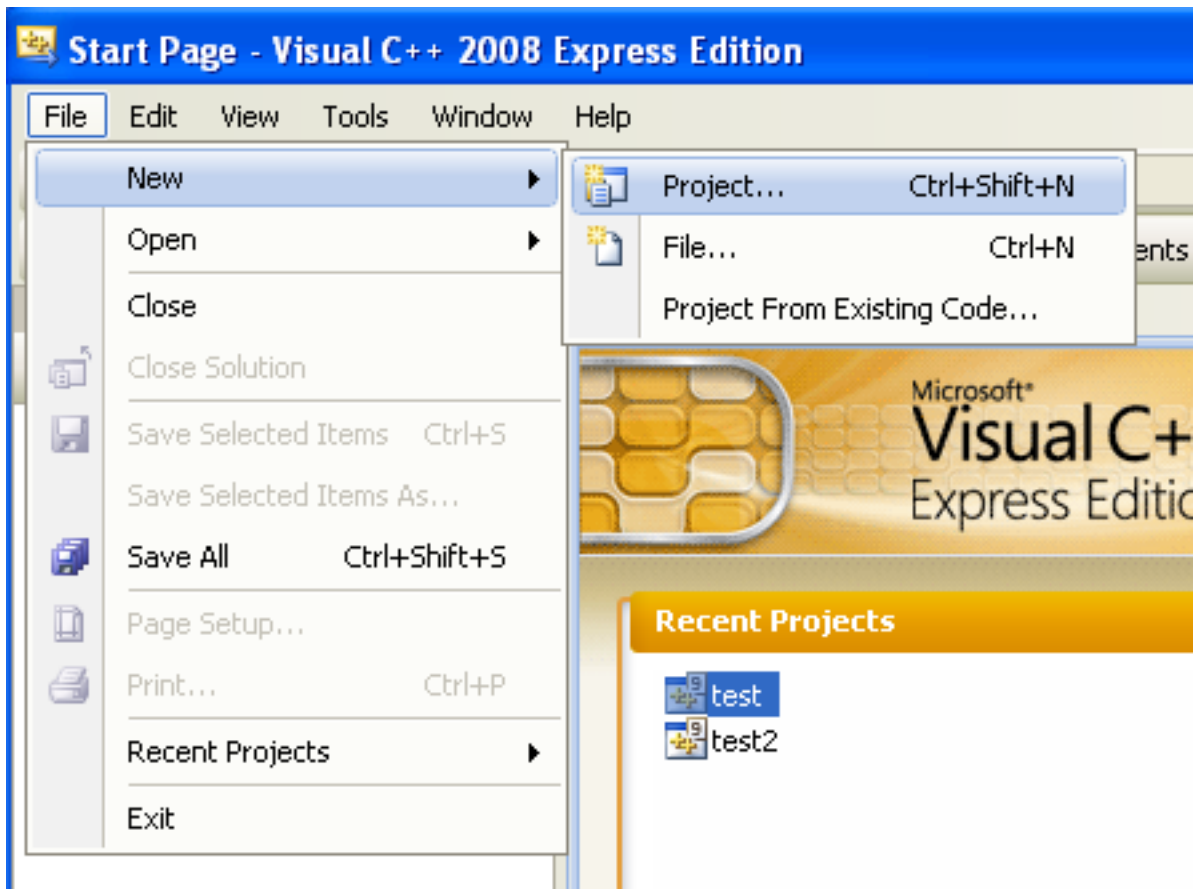 Start Page - Visual C++ 2008 Express Edition
File Edit View Tools Window Help
New
Open
Close
Close Solution
Save Selected Items Ctrl+S
Save Selected Items As...
Save All Ctrl+Shift+S
Page Setup...
Print... Ctrl+P
Recent Projects
Exit
Project... Ctrl+Shift+N
File... Ctrl+N
Project From Existing Code...
ents
Microsoft®
Visual C+
Express Editio
Recent Projects
test
test2